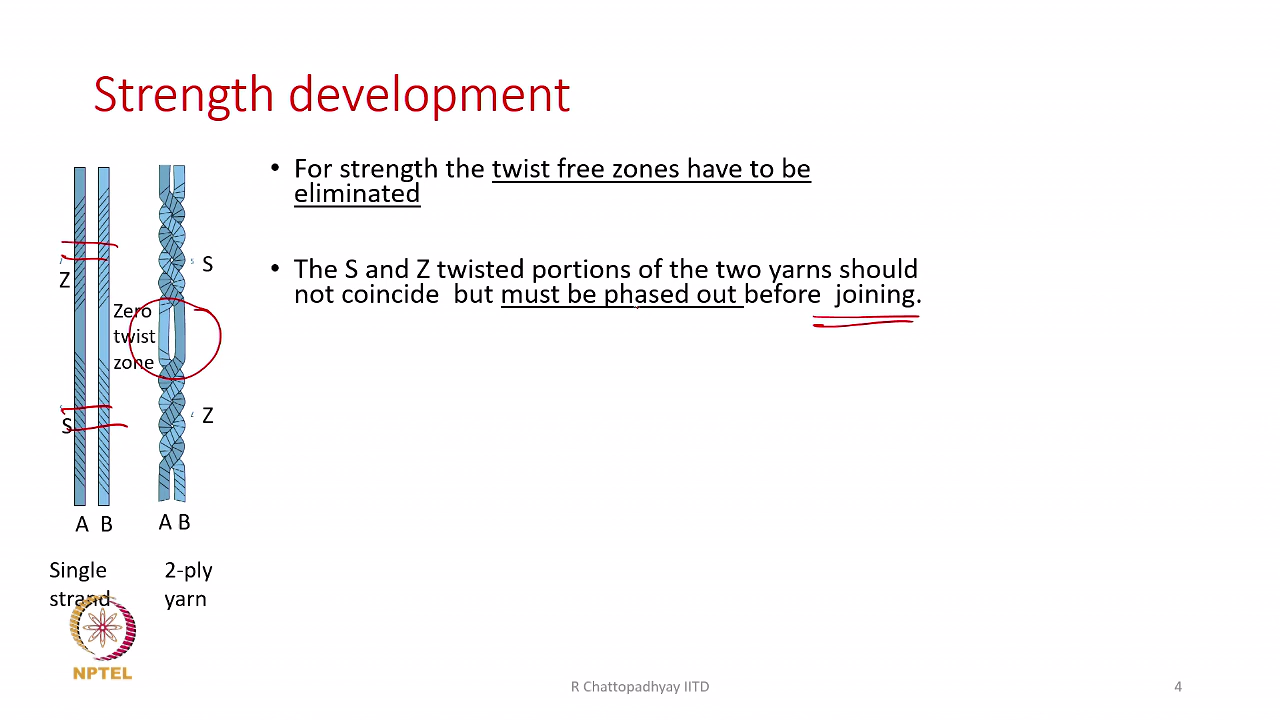 Strength development
• For strength the twist free zones have to be
eliminated
• The S and Z twisted portions of the two yarns should
not coincide but must be phased out before joining.
Z
S
Zero
twist
zone
S
Z
A B
A B
Single
strand
2-ply
yarn
NPTEL
R Chattopadhyay IITD
4